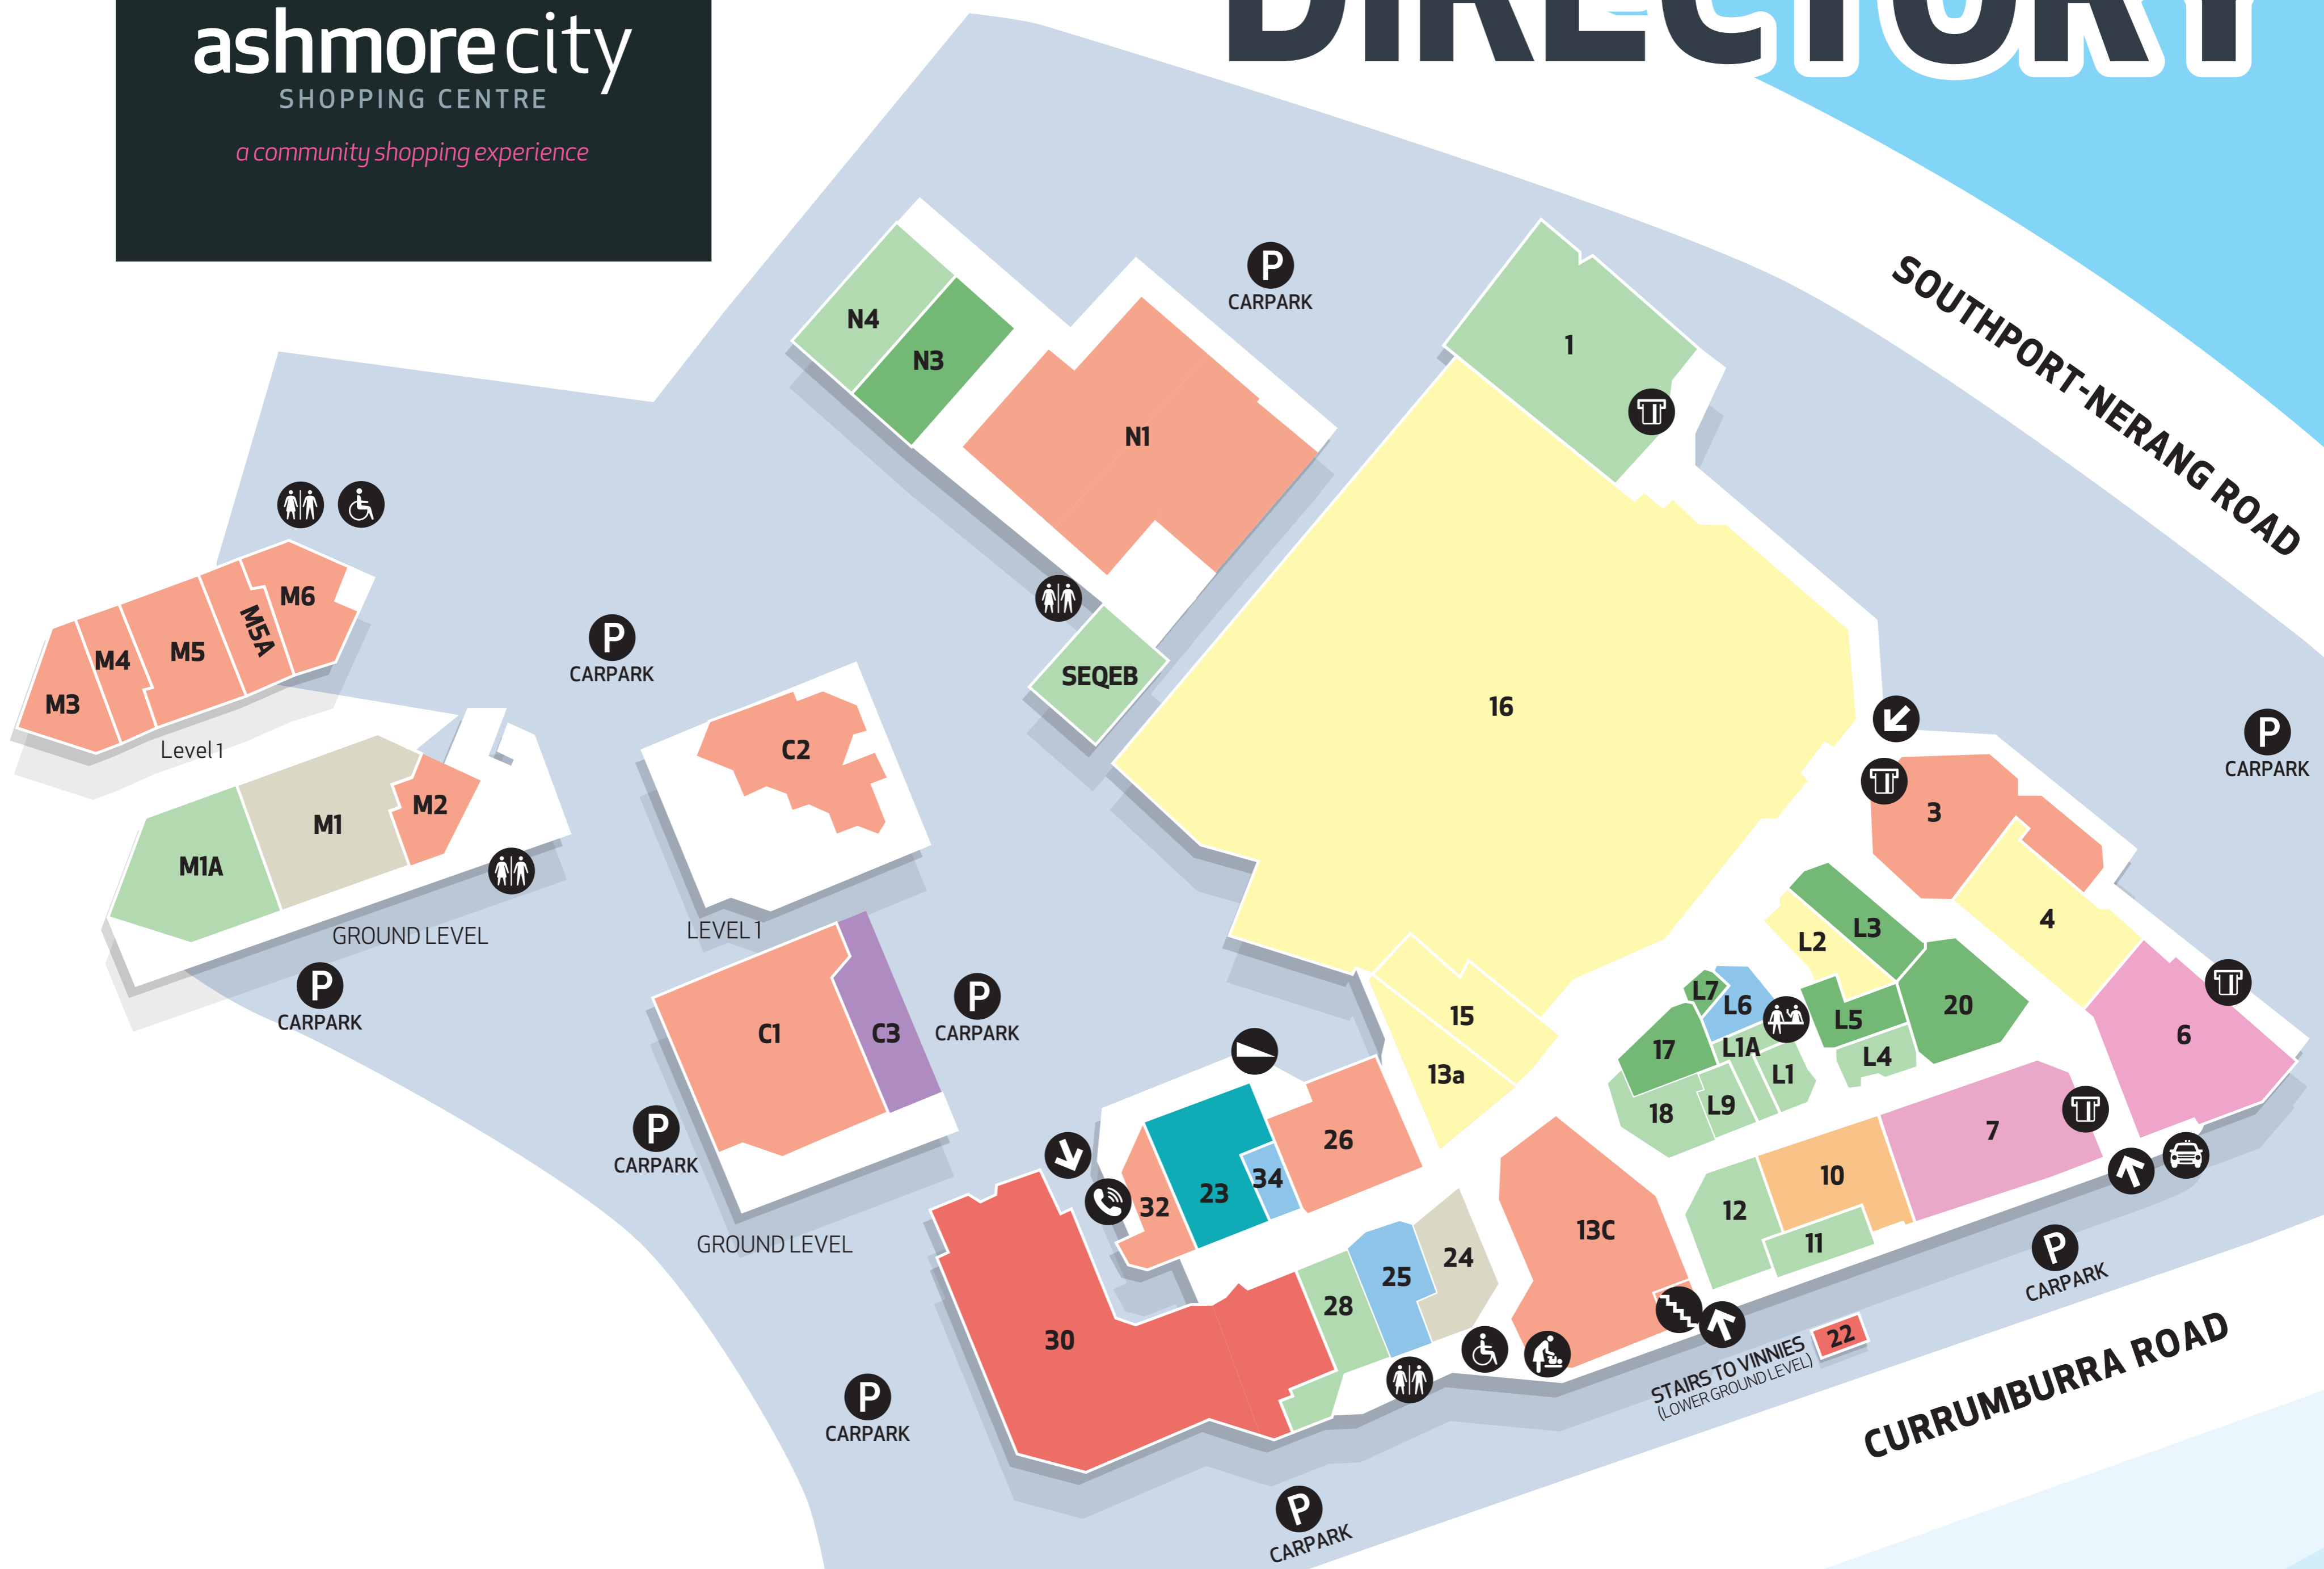 DIRECTORY
ashmorecity
SHOPPING CENTRE
a community shopping experience
SOUTHPORT-NERANG ROAD
P
CARPARK
N4
N3
N1
1
SEQEB
16
M6
M5A
M5
M4
M3
Level 1
P
CARPARK
M2
M1
M1A
GROUND LEVEL
P
CARPARK
C2
LEVEL 1
C1
C3
P
CARPARK
P
CARPARK
GROUND LEVEL
P
CARPARK
3
4
L3
L2
L7
L6
L5
20
17
L1A
L4
L1
18
L9
6
7
15
13a
26
34
23
32
10
12
11
13C
24
25
28
30
P
CARPARK
22
STAIRS TO VINNIES
(LOWER GROUND LEVEL)
P
CARPARK
P
CARPARK
CURRUMBURRA ROAD